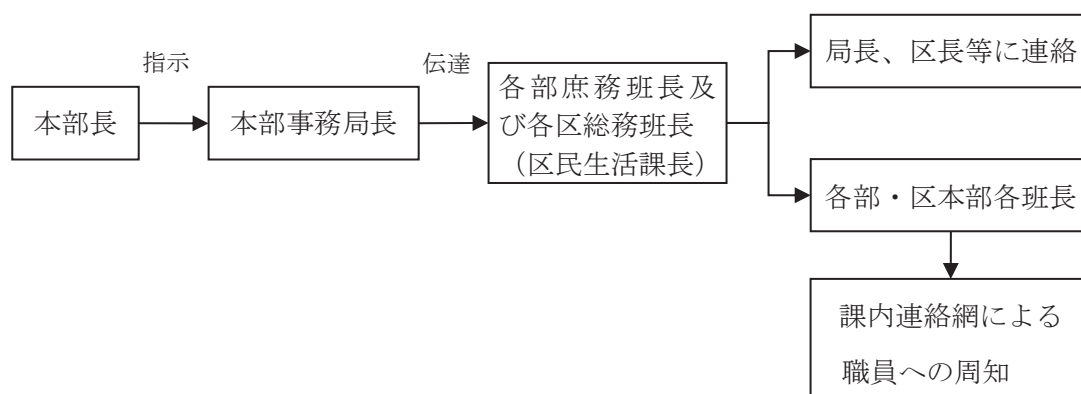 指示
本部長
本部事務局長
伝達
各部庶務班長及
び各区総務班長
（区民生活課長）
局長、区長等に連絡
各部・区本部各班長
課内連絡網による
職員への周知